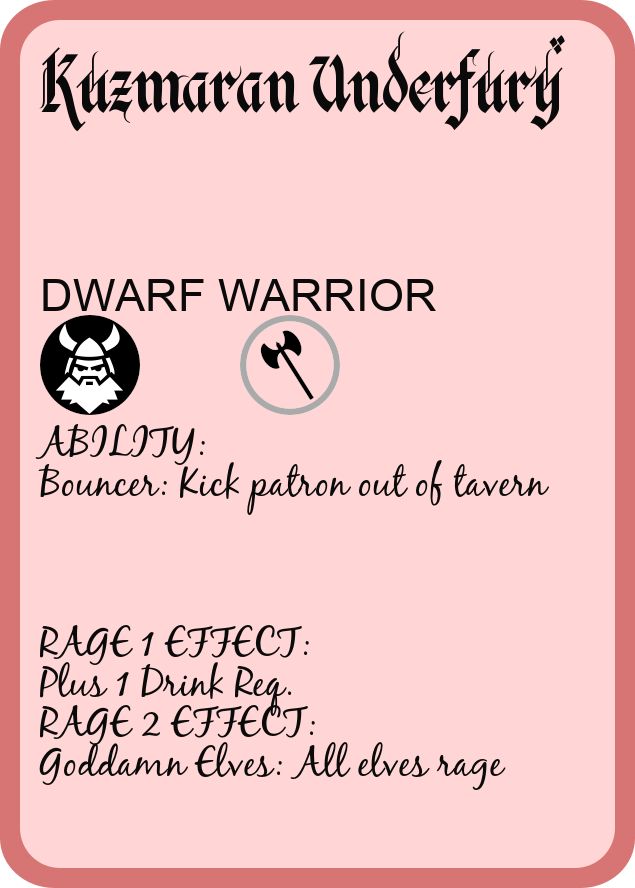 Kuzmaran Underfury
DWARF WARRIOR
ABILITY:
Bouncer: Kick patron out of tavern
RAGE 1 EFFECT:
Plus 1 Drink Req.
RAGE 2 EFFECT:
Goddamn Elves: All elves rage